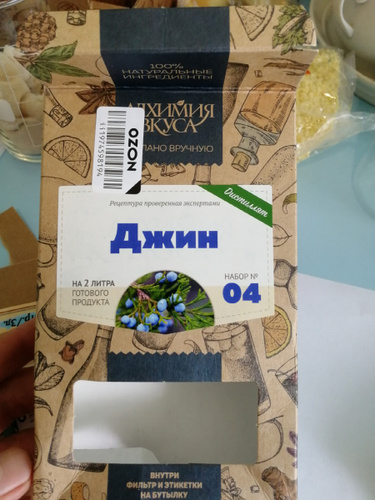 100%
НАТУРАЛЬНЫЕ
ИНГРЕДИЕНТЫ
АЛХИМИЯ
ВКУСА
ВРУЧНУЮ
OZON
ii1974598194
Дистиллят
Рецептура проверенная экспертами
Джин
НА 2 ЛИТРА
ГОТОВОГО
ПРОДУКТА
НАБОР №
04
ВНУТРИ
ФИЛЬТР И ЭТИКЕТКИ
НА БУТЫЛКУ